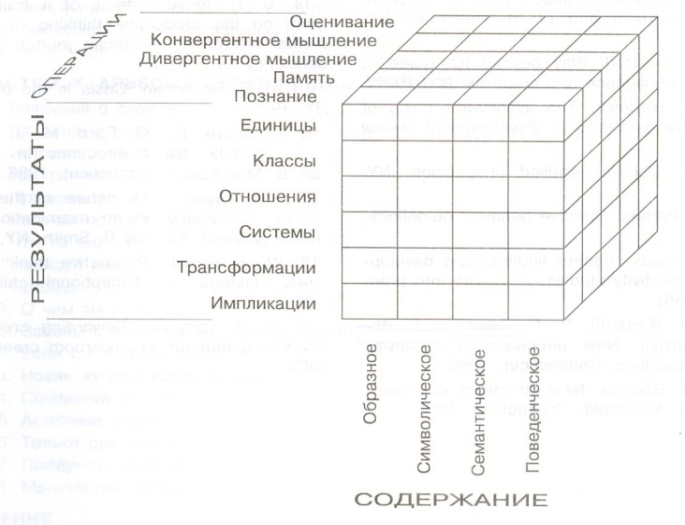 ОПЕРАЦИИ
Оценивание
Конвергентное мышление
Дивергентное мышление
Память
Познание
РЕЗУЛЬТАТЫ
Единицы
Классы
Отношения
Системы
Трансформации
Импликации
Образное
Символическое
Семантическое
Поведенческое
СОДЕРЖАНИЕ